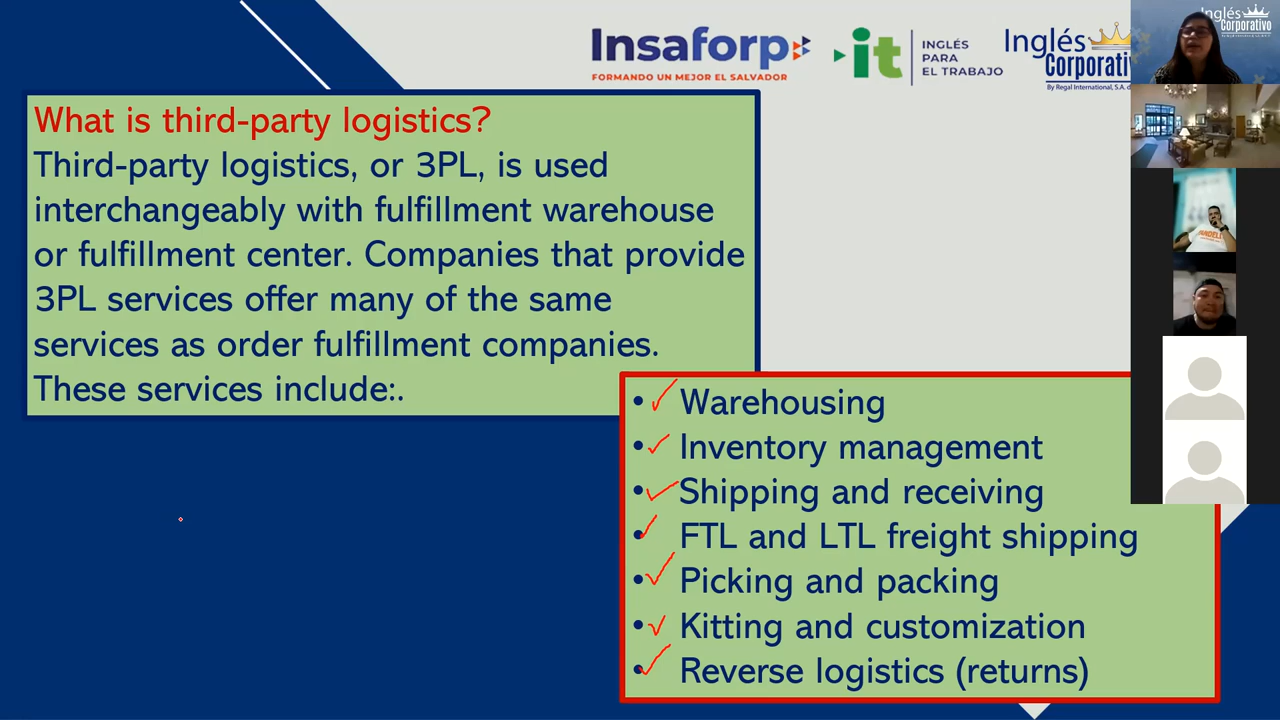 Insaforp
FORMANDO UN MEJOR EL SALVADOR
it
INGLÉS
PARA
EL TRABAJO
Inglés
Corporativ
By Regal International, S.A. d
Inglés
Corporativo
What is third-party logistics?
Third-party logistics, or 3PL, is used
interchangeably with fulfillment warehouse
or fulfillment center. Companies that provide
3PL services offer many of the same
services as order fulfillment companies.
These services include:.
• Warehousing
• Inventory management
• Shipping and receiving
• FTL and LTL freight shipping
• Picking and packing
• Kitting and customization
• Reverse logistics (returns)